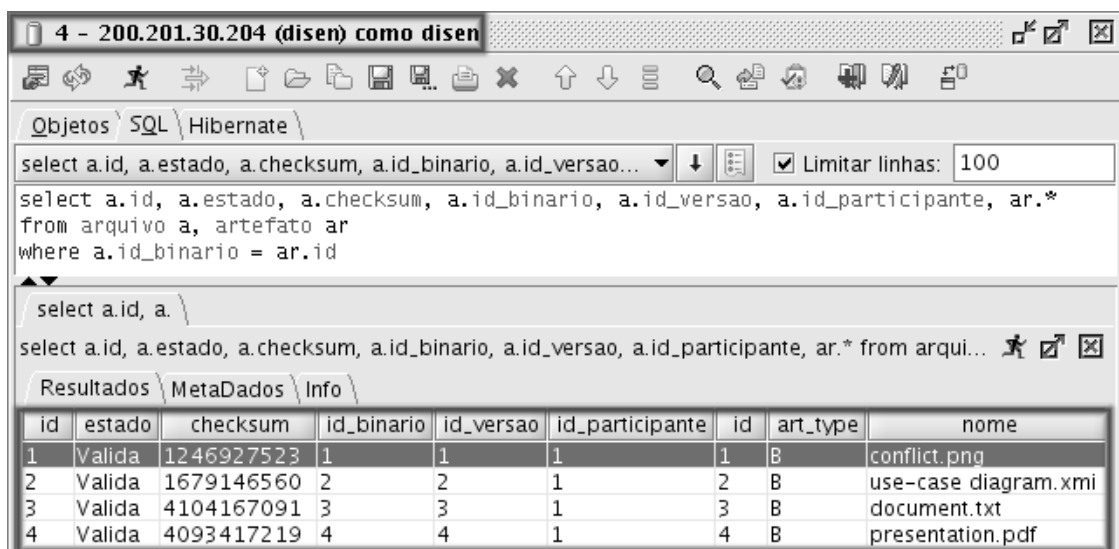 4 - 200.201.30.204 (disen) como disen
Objetos SQL Hibernate
select a.id, a.estado, a.checksum, a.id_binario, a.id_versao... Limitar linhas: 100
select a.id, a.estado, a.checksum, a.id_binario, a.id_versao, a.id_participante, ar.*
from arquivo a, artefato ar
where a.id_binario = ar.id
select a.id, a.
select a.id, a.estado, a.checksum, a.id_binario, a.id_versao, a.id_participante, ar.* from arqui...
Resultados MetaDados Info
id estado checksum id_binario id_versao id_participante id art_type nome
1 Valida 1246927523 1 1 1 1 B conflict.png
2 Valida 1679146560 2 2 1 2 B use-case diagram.xmi
3 Valida 4104167091 3 3 1 3 B document.txt
4 Valida 4093417219 4 4 1 4 B presentation.pdf